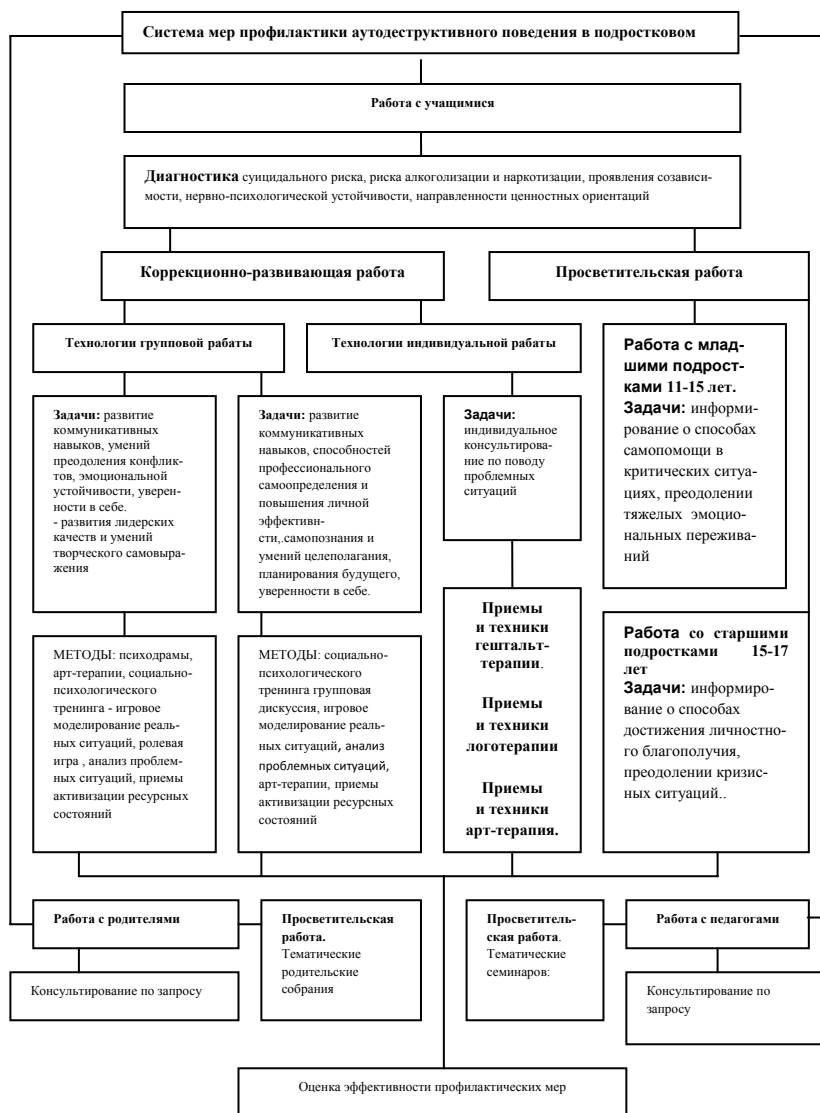 Система мер профилактики аутодеструктивного поведения в подростковом
Работа с учащимися
Диагностика суицидального риска, риска алкоголизации и наркотизации, проявления созависи-
мости, нервно-психологической устойчивости, направленности ценностных ориентаций
Коррекционно-развивающая работа
Просветительская работа
Технологии групповой рабаты
Технологии индивидуальной рабаты
Работа с млад-
шими подрост-
ками 11-15 лет.
Задачи: информи-
рование о способах
самопомощи в
критических ситуа-
циях, преодолении
тяжелых эмоцио-
нальных пережива-
ний
Задачи: развитие
коммуникативных
навыков, умений
преодоления конфлик-
тов, эмоциональной
устойчивости, уверен-
ности в себе.
- развития лидерских
качеств и умений
творческого самовыра-
жения
Задачи: развитие
коммуникативных
навыков, способностей
профессионального
самоопределения и
повышения личной
эффективн-
сти,.самопознания и
умений целеполагания,
планирования будущего,
уверенности в себе.
Задачи:
индивидуальное
консультирова-
ние по поводу
проблемных
ситуаций
Приемы
и техники
гештальт-
терапии.
Приемы
и техники
логотерапии
Приемы
и техники
арт-терапия.
Работа со старшими
подростками 15-17
лет
Задачи: информиро-
вание о способах
достижения личностно-
го благополучия,
преодолении кризис-
ных ситуаций..
МЕТОДЫ: психодрамы,
арт-терапии, социально-
психологического
тренинга - игровое
моделирование реаль-
ных ситуаций, ролевая
игра , анализ проблем-
ных ситуаций, приемы
активизации ресурсных
состояний
МЕТОДЫ: социально-
психологического
тренинга групповая
дискуссия, игровое
моделирование реаль-
ных ситуаций, анализ
проблемных ситуаций,
арт-терапии, приемы
активизации ресурсных
состояний
Работа с родителями
Просветительская
работа.
Тематические
родительские
собрания
Просветитель-
ская работа.
Тематические
семинаров:
Работа с педагогами
Консультирование по запросу
Консультирование по
запросу
Оценка эффективности профилактических мер